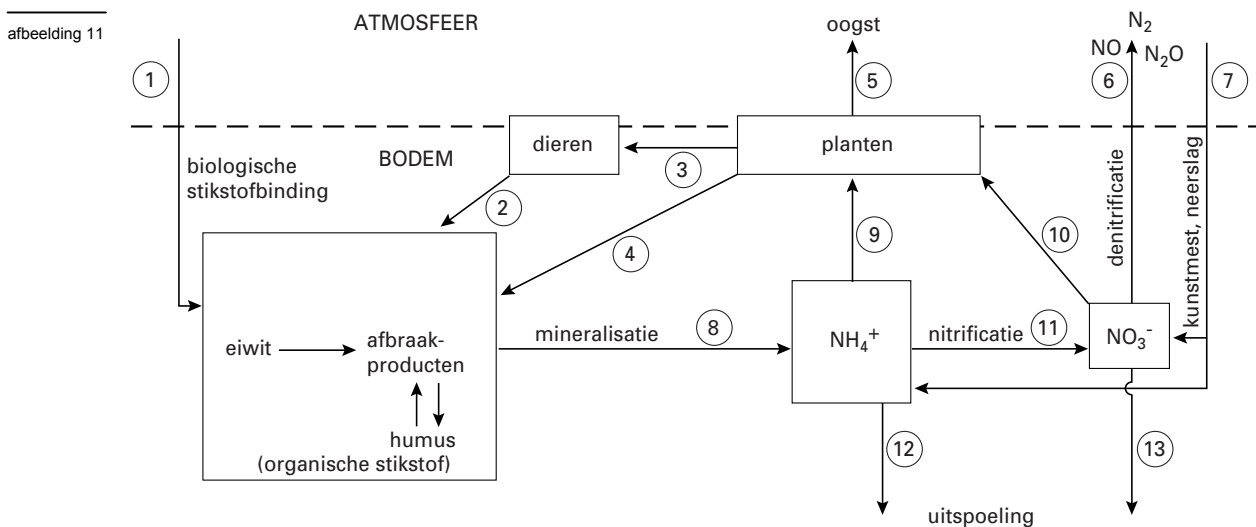 afbeelding 11
ATMOSFEER
oogst
N₂
NO
N₂O
1
5
6
7
BODEM
dieren
planten
biologische
stikstofbinding
3
2
4
9
10
denitrificatie
kunstmest, neerslag
eiwit
afbraak-
producten
humus
(organische stikstof)
mineralisatie
8
NH₄⁺
nitrificatie
11
NO₃⁻
12
13
uitspoeling